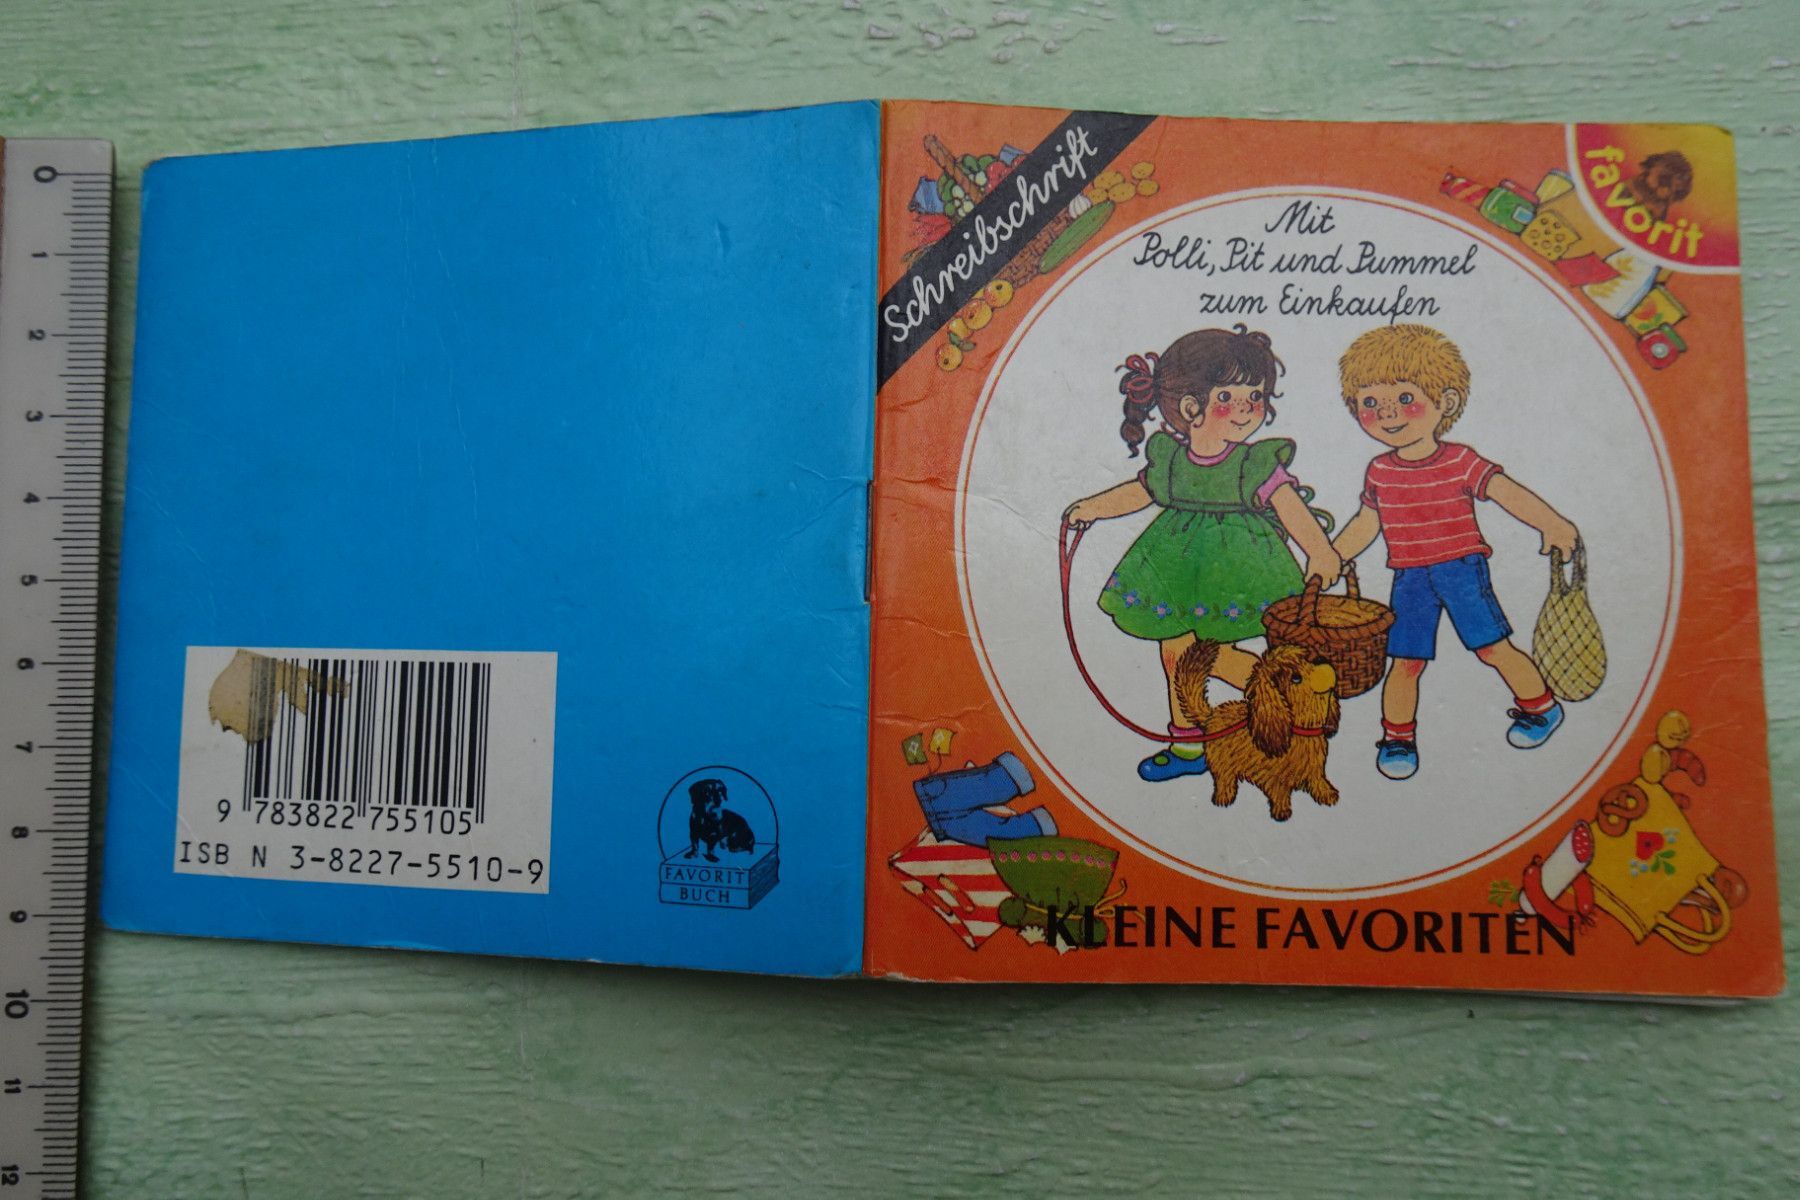 0
1
2
3
4
5
6
7
8
9
10
11
12
9 783822 755105
ISB N 3-8227-5510-9
FAVORIT
BUCH
Schreibschrift
favorit
Mit
Polli, Pit und Pummel
zum Einkaufen
KLEINE FAVORITEN